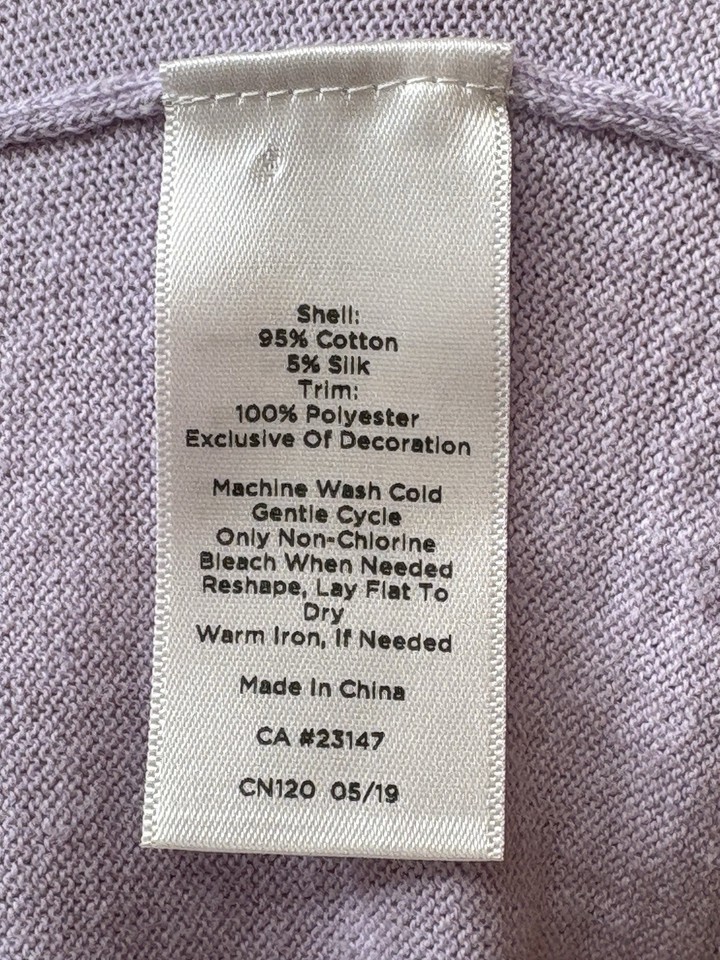 Shell:
95% Cotton
5% Silk
Trim:
100% Polyester
Exclusive Of Decoration
Machine Wash Cold
Gentle Cycle
Only Non-Chlorine
Bleach When Needed
Reshape, Lay Flat To
Dry
Warm Iron, If Needed
Made In China
CA #23147
CN120 05/19